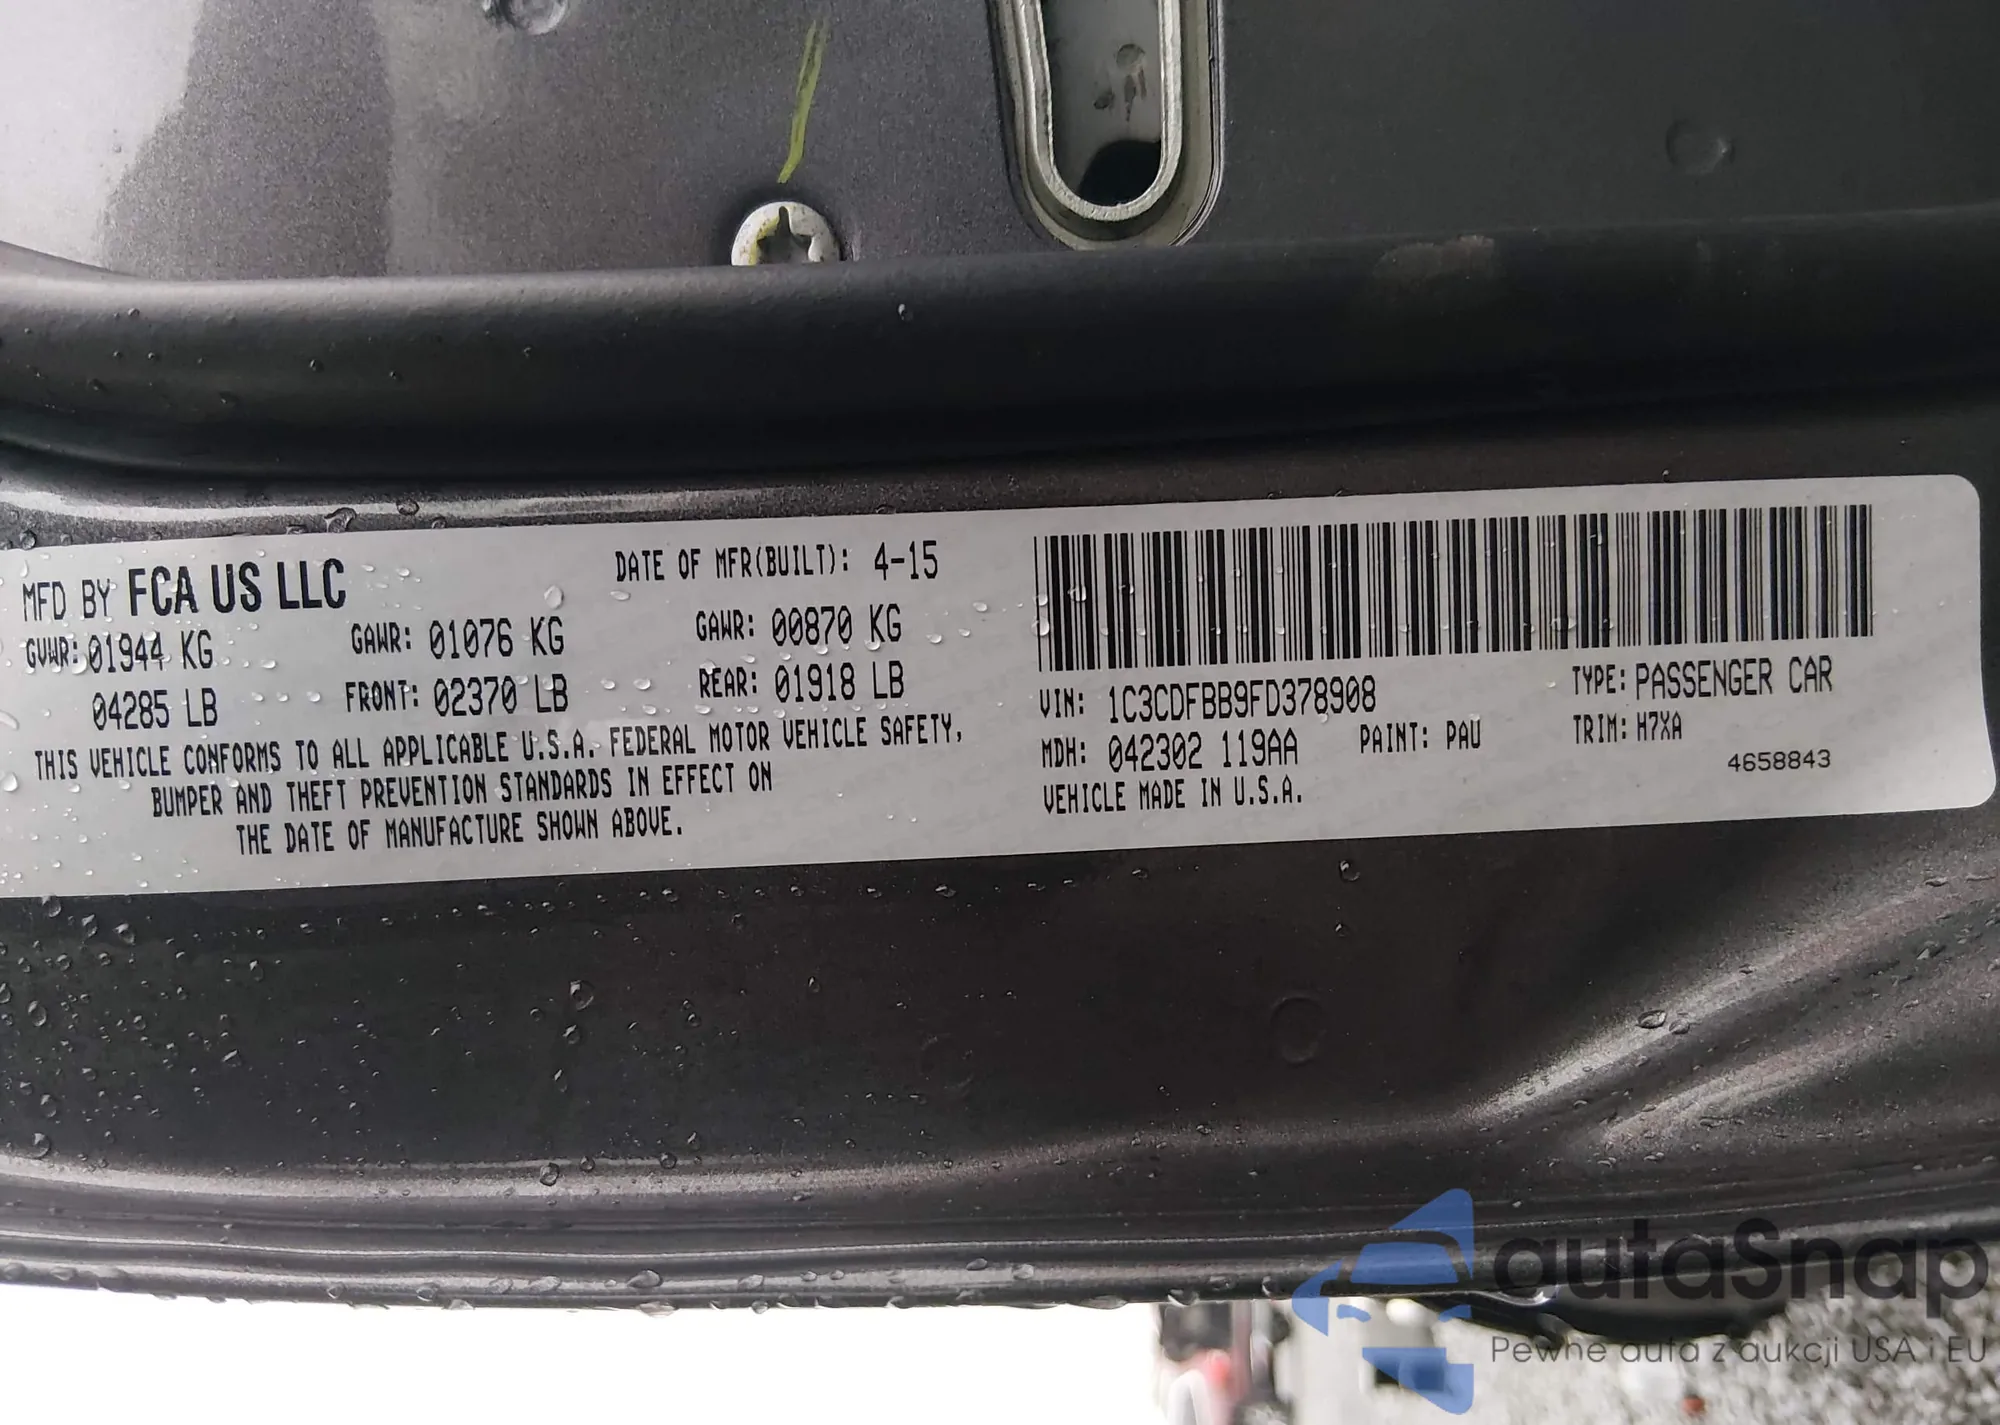 MFD BY FCA US LLC
DATE OF MFR(BUILT): 4-15
GVWR: 01944 KG
04285 LB
GAWR: 01076 KG
FRONT: 02370 LB
GAWR: 00870 KG
REAR: 01918 LB
THIS VEHICLE CONFORMS TO ALL APPLICABLE U.S.A. FEDERAL MOTOR VEHICLE SAFETY,
BUMPER AND THEFT PREVENTION STANDARDS IN EFFECT ON
THE DATE OF MANUFACTURE SHOWN ABOVE.
VIN: 1C3CDFBB9FD378908
TYPE: PASSENGER CAR
MDH: 042302 119AA
PAINT: PAU
TRIM: H7XA
VEHICLE MADE IN U.S.A.
4658843
autaSnap
Pewne auta z aukcji USA i EU